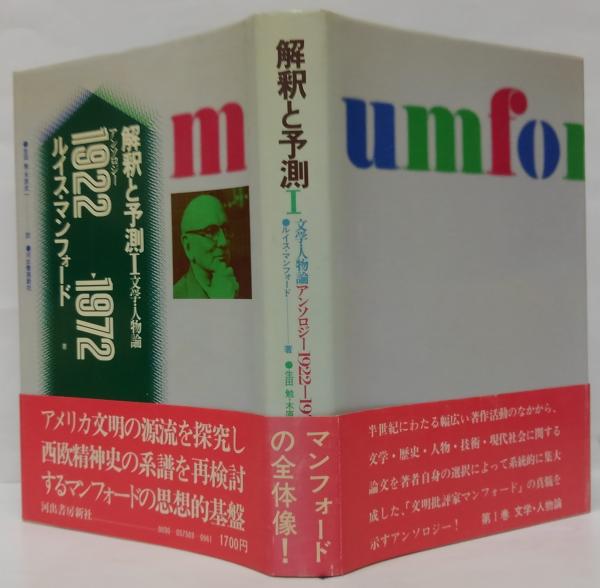 解釈と予測Ⅰ 文学・人物論
アンソロジー
1922
1972
ルイス・マンフォード
著
訳
●河出書房新社
m
アメリカ文明の源流を探究し
西欧精神史の系譜を再検討
するマンフォードの思想的基盤
河出書房新社
1700円
解釈と予測
Ⅰ
文学・人物論
アンソロジー1922—19
●ルイス・マンフォード
著
●生田 勉・木原
マンフォード
の全体像!
umfor
半世紀にわたる幅広い著作活動のなかから、
文学・歴史・人物・技術・現代社会に関する
論文を著者自身の選択によって系統的に集大
成した、「文明批評家マンフォード」の真髄を
示すアンソロジー!
第Ⅰ巻 文学・人物論